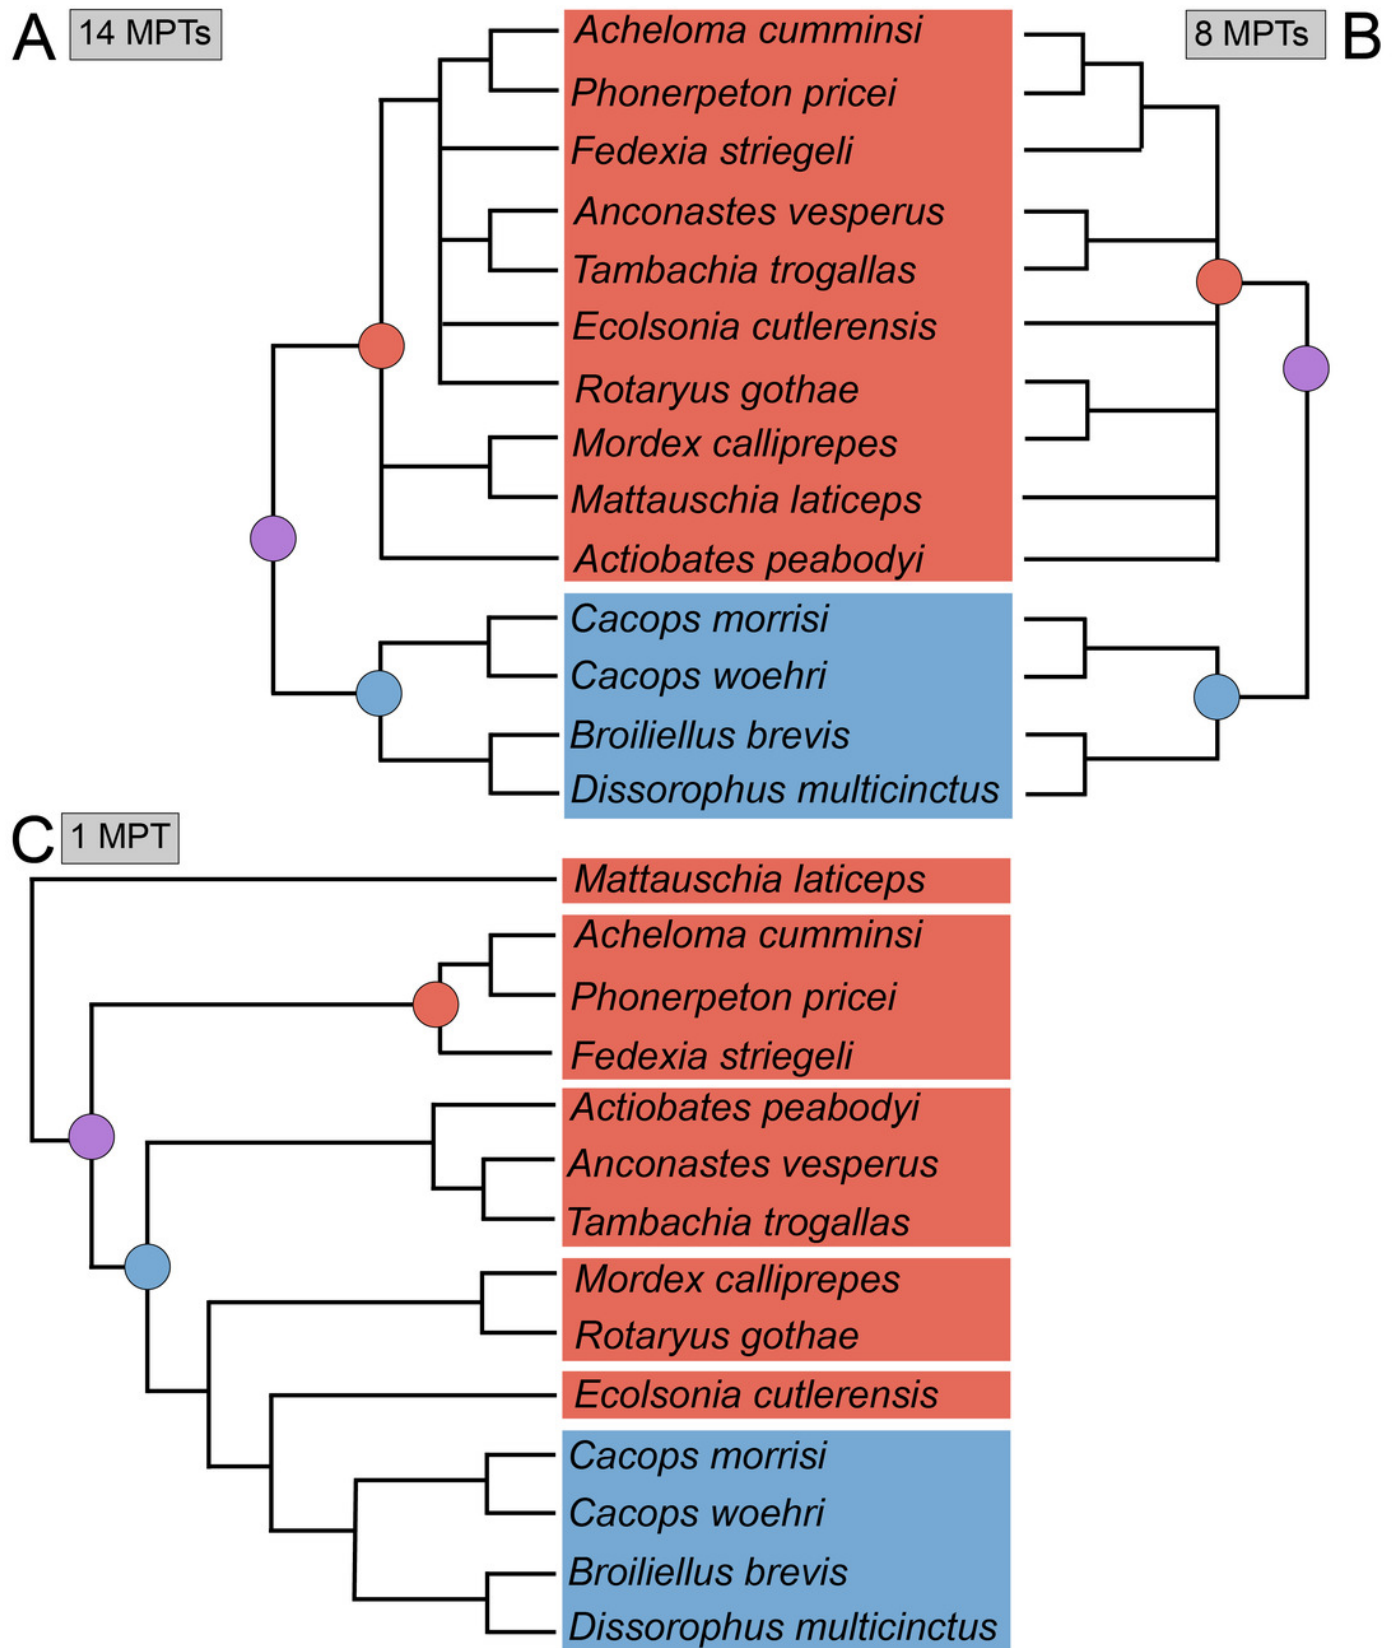 A
14 MPTs
8 MPTs
B
Acheloma cumminsi
Phonerpeton pricei
Fedexia striegeli
Anconastes vesperus
Tambachia trogallas
Ecolsonia cutlerensis
Rotaryus gothae
Mordex calliprepes
Mattauschia laticeps
Actiobates peabodyi
Cacops morrisi
Cacops woehri
Broiliellus brevis
Dissorophus multicinctus
C
1 MPT
Mattauschia laticeps
Acheloma cumminsi
Phonerpeton pricei
Fedexia striegeli
Actiobates peabodyi
Anconastes vesperus
Tambachia trogallas
Mordex calliprepes
Rotaryus gothae
Ecolsonia cutlerensis
Cacops morrisi
Cacops woehri
Broiliellus brevis
Dissorophus multicinctus